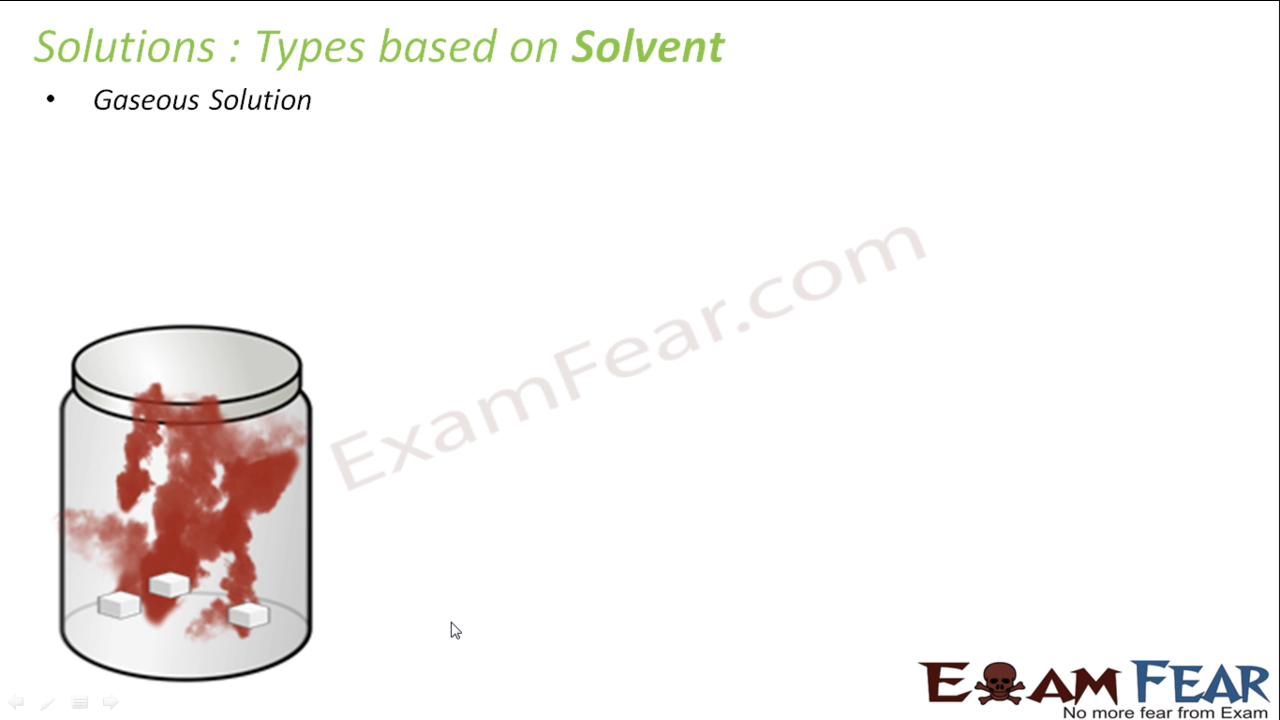 Solutions : Types based on Solvent
• Gaseous Solution
ExamFear.com
EXAM FEAR
No more fear from Exam